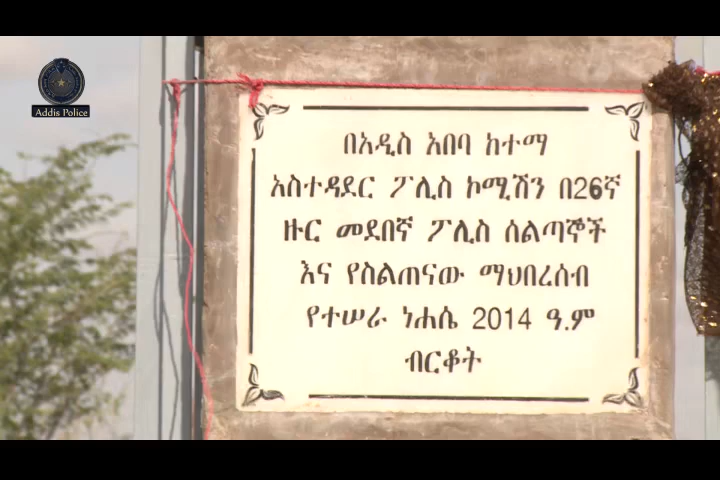 Addis Police
በአዲስ አበባ ከተማ
አስተዳደር ፖሊስ ኮሚሽን በ26ኛ
ዙር መደበኛ ፖሊስ ሰልጣኞች
እና የስልጠናው ማህበረሰብ
የተሠራ ነሐሴ 2014 ዓ.ም
ብርቆት